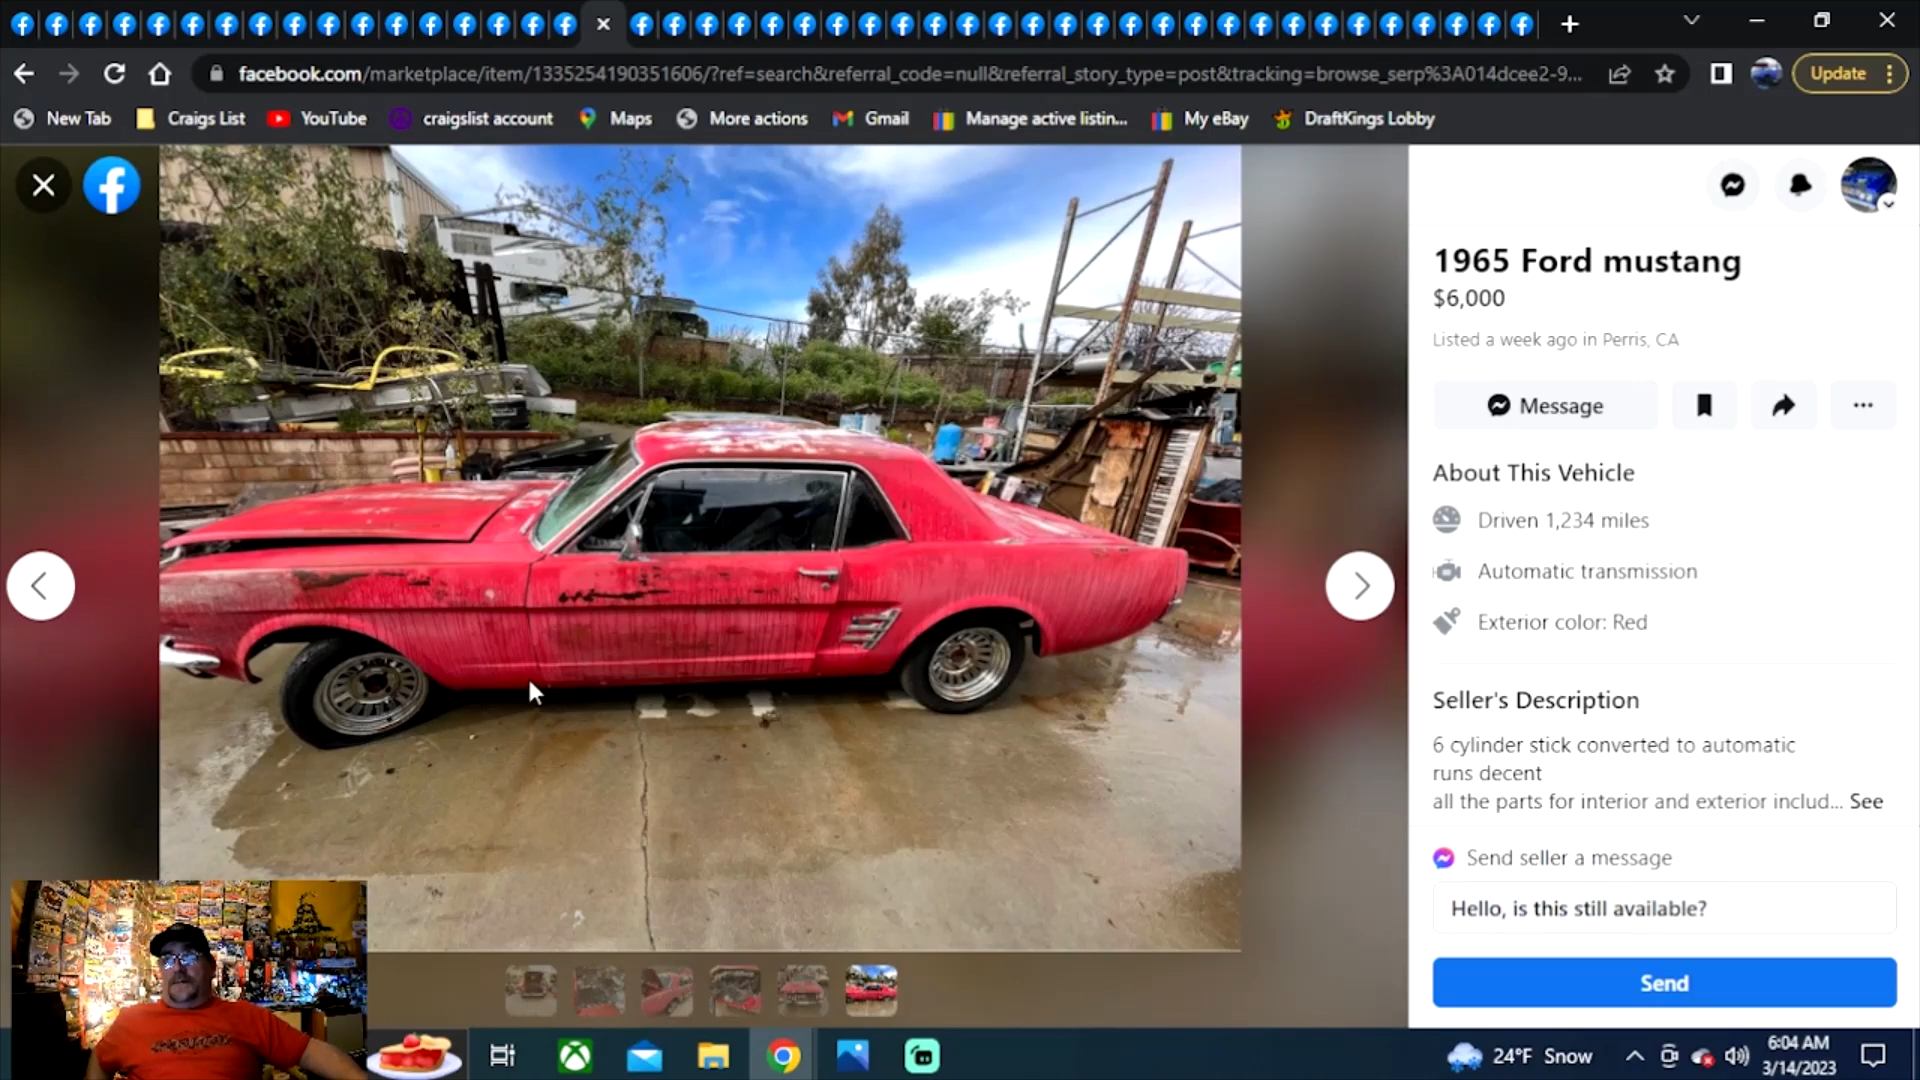 facebook.com/marketplace/item/1335254190351606/?ref=search&referral_code=null&referral_story_type=post&tracking=browse_serp%3A014dcee2-9...
Update
New Tab
Craigs List
YouTube
craigslist account
Maps
More actions
Gmail
Manage active listin...
My eBay
DraftKings Lobby
1965 Ford mustang
$6,000
Listed a week ago in Perris, CA
Message
About This Vehicle
Driven 1,234 miles
Automatic transmission
Exterior color: Red
Seller's Description
6 cylinder stick converted to automatic
runs decent
all the parts for interior and exterior includ... See
Send seller a message
Hello, is this still available?
Send
24°F Snow
6:04 AM
3/14/2023